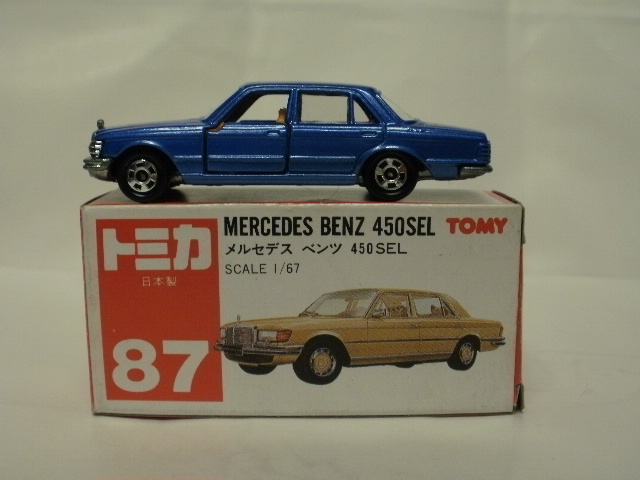 トミカ
日本製
87
MERCEDES BENZ 450SEL
メルセデス ベンツ 450SEL
SCALE 1/67
TOMY